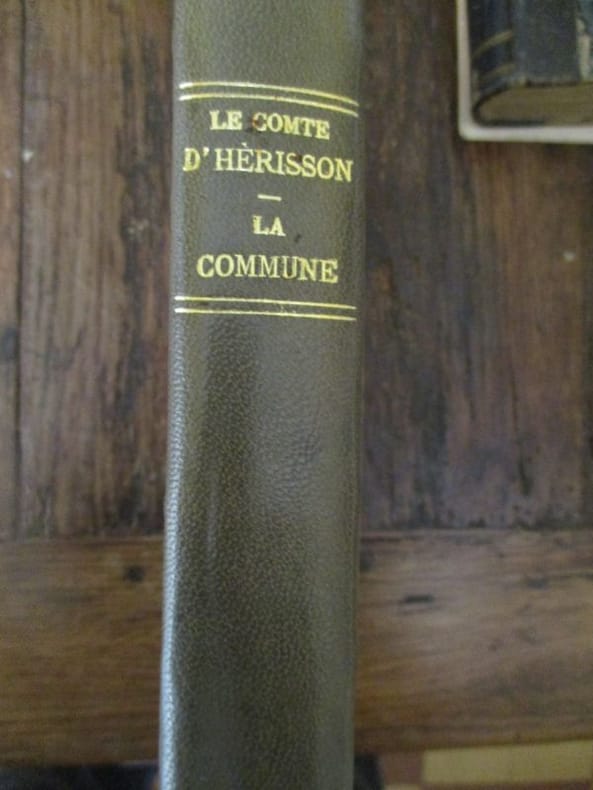 LE COMTE
D'HÈRISSON
—
LA
COMMUNE